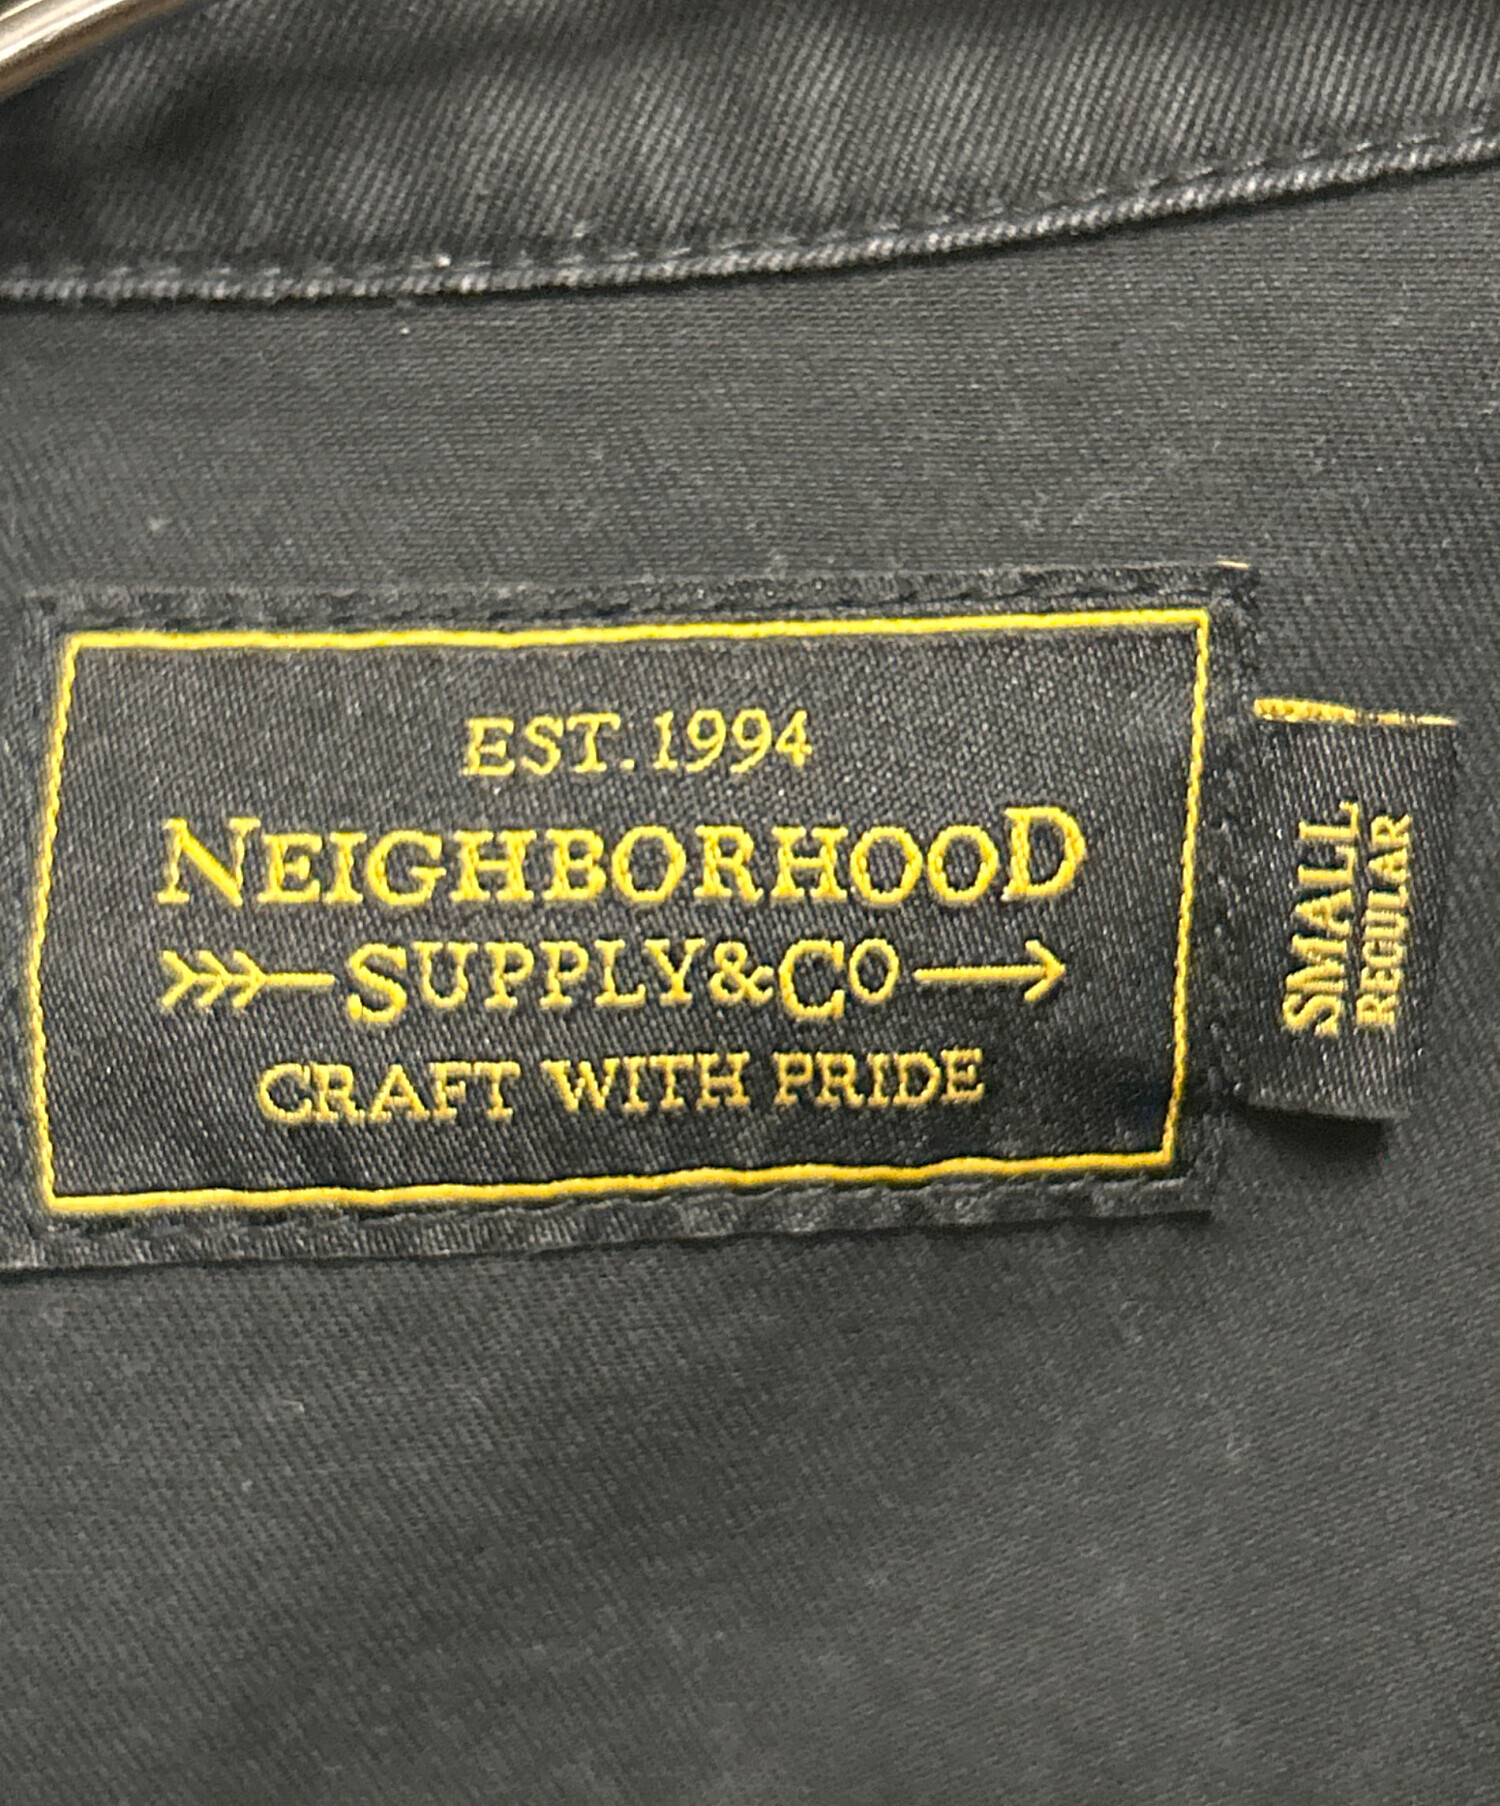 EST. 1994
NEIGHBORHOOD
SUPPLY&CO
CRAFT WITH PRIDE
SMALL
REGULAR